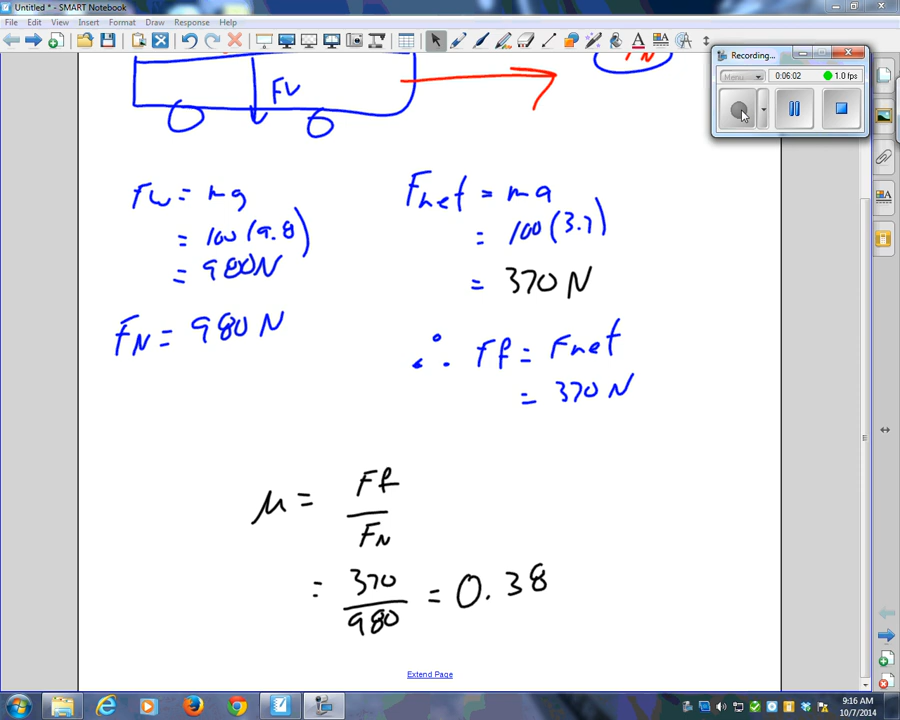 Untitled * - SMART Notebook
File Edit View Insert Format Draw Response Help
Recording...
Menu
0:06:02
1.0 fps
FN
FW
Fw = mg
= 100 (9.8)
= 980N
FN = 980 N
Fnet = ma
= 100 (3.7)
= 370 N
∴ Ff = Fnet
= 370 N
μ = Ff / FN
= 370 / 980 = 0.38
Extend Page
9:16 AM
10/7/2014